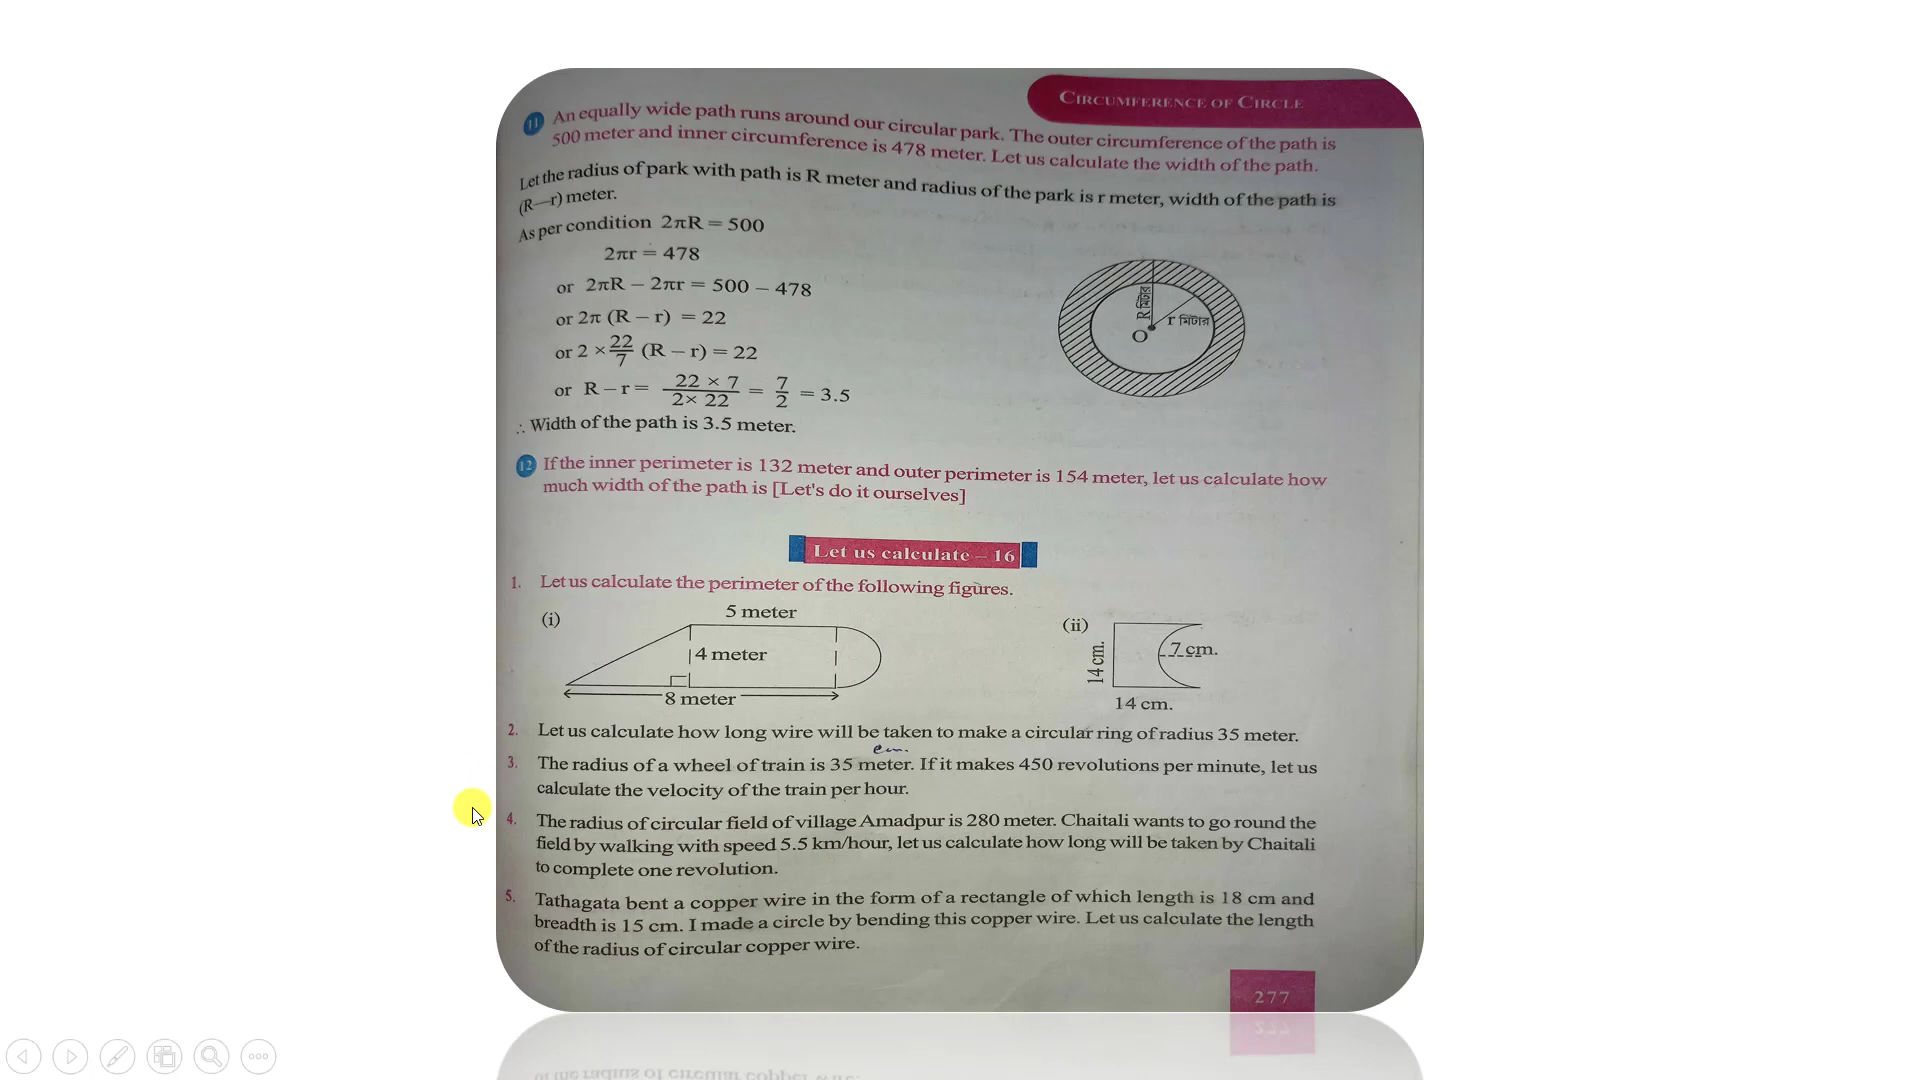 CIRCUMFERENCE OF CIRCLE
11 An equally wide path runs around our circular park. The outer circumference of the path is
500 meter and inner circumference is 478 meter. Let us calculate the width of the path.
Let the radius of park with path is R meter and radius of the park is r meter, width of the path is
(R—r) meter.
As per condition 2πR = 500
2πr = 478
or 2πR – 2πr = 500 – 478
or 2π (R – r) = 22
or 2 × 22/7 (R – r) = 22
or R – r = 22 × 7 / 2× 22 = 7/2 = 3.5
∴ Width of the path is 3.5 meter.
R মিটার
r মিটার
O
12 If the inner perimeter is 132 meter and outer perimeter is 154 meter, let us calculate how
much width of the path is [Let's do it ourselves]
Let us calculate – 16
1. Let us calculate the perimeter of the following figures.
(i) 5 meter
4 meter
8 meter
(ii) 14 cm.
7 cm.
14 cm.
2. Let us calculate how long wire will be taken to make a circular ring of radius 35 meter.
cm.
3. The radius of a wheel of train is 35 meter. If it makes 450 revolutions per minute, let us
calculate the velocity of the train per hour.
4. The radius of circular field of village Amadpur is 280 meter. Chaitali wants to go round the
field by walking with speed 5.5 km/hour, let us calculate how long will be taken by Chaitali
to complete one revolution.
5. Tathagata bent a copper wire in the form of a rectangle of which length is 18 cm and
breadth is 15 cm. I made a circle by bending this copper wire. Let us calculate the length
of the radius of circular copper wire.
277